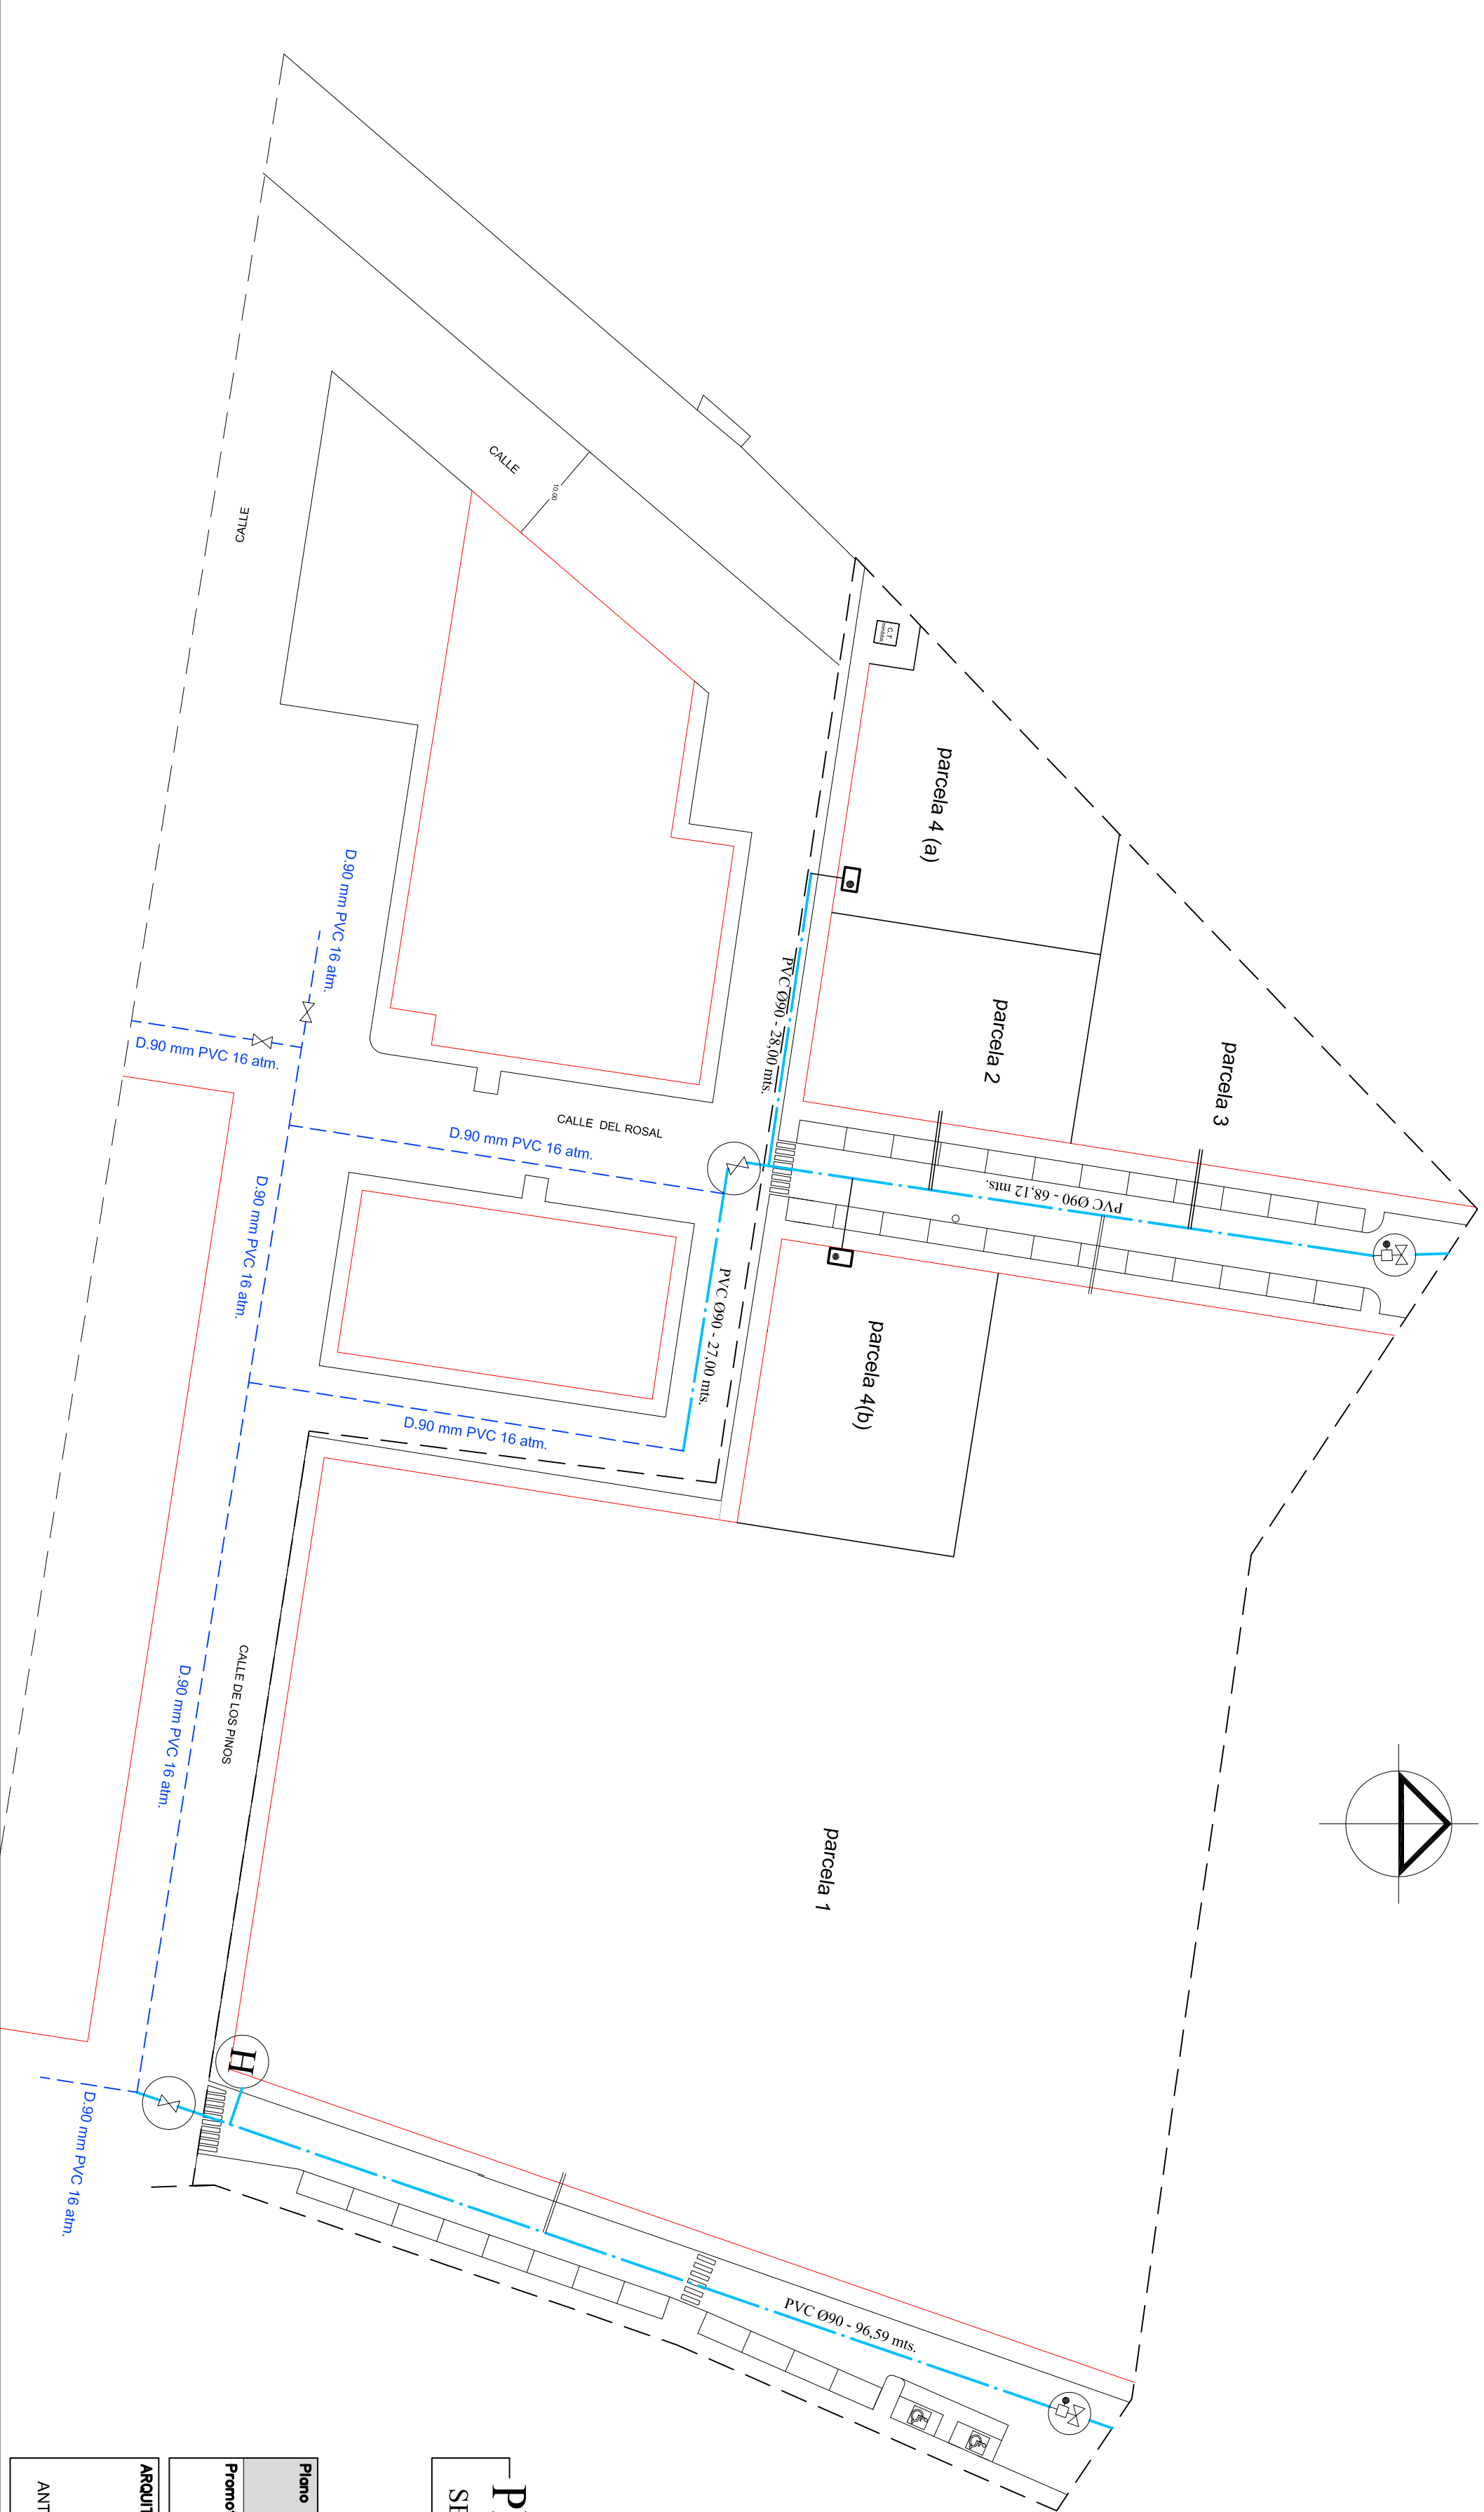 parcela 3
parcela 4 (a)
parcela 2
parcela 4(b)
parcela 1
C.T.
CALLE
10.00
CALLE
CALLE DEL ROSAL
CALLE DE LOS PINOS
PVC Ø90 - 28,00 mts.
PVC Ø90 - 68,12 mts.
PVC Ø90 - 27,00 mts.
PVC Ø90 - 96,59 mts.
D.90 mm PVC 16 atm.
D.90 mm PVC 16 atm.
D.90 mm PVC 16 atm.
D.90 mm PVC 16 atm.
D.90 mm PVC 16 atm.
D.90 mm PVC 16 atm.
D.90 mm PVC 16 atm.
H
P
SE
Plano
Promo
ARQUIT
ANT